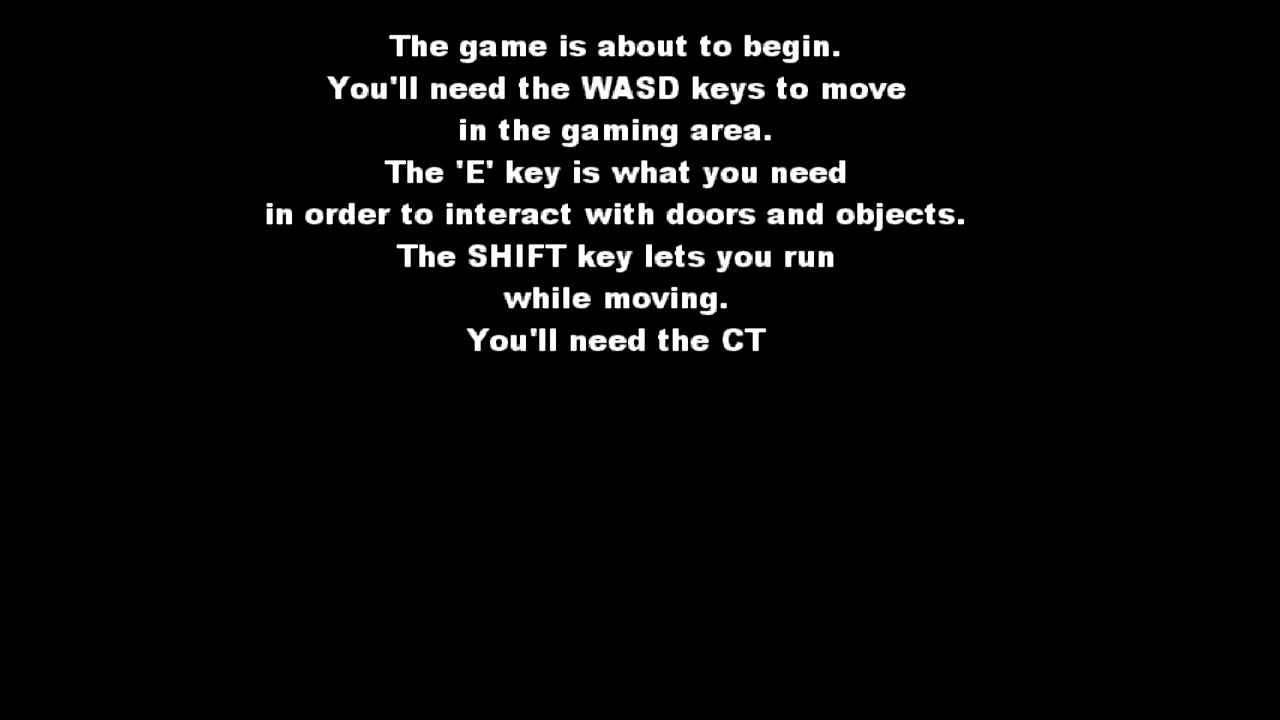 The game is about to begin.
You'll need the WASD keys to move
in the gaming area.
The 'E' key is what you need
in order to interact with doors and objects.
The SHIFT key lets you run
while moving.
You'll need the CT